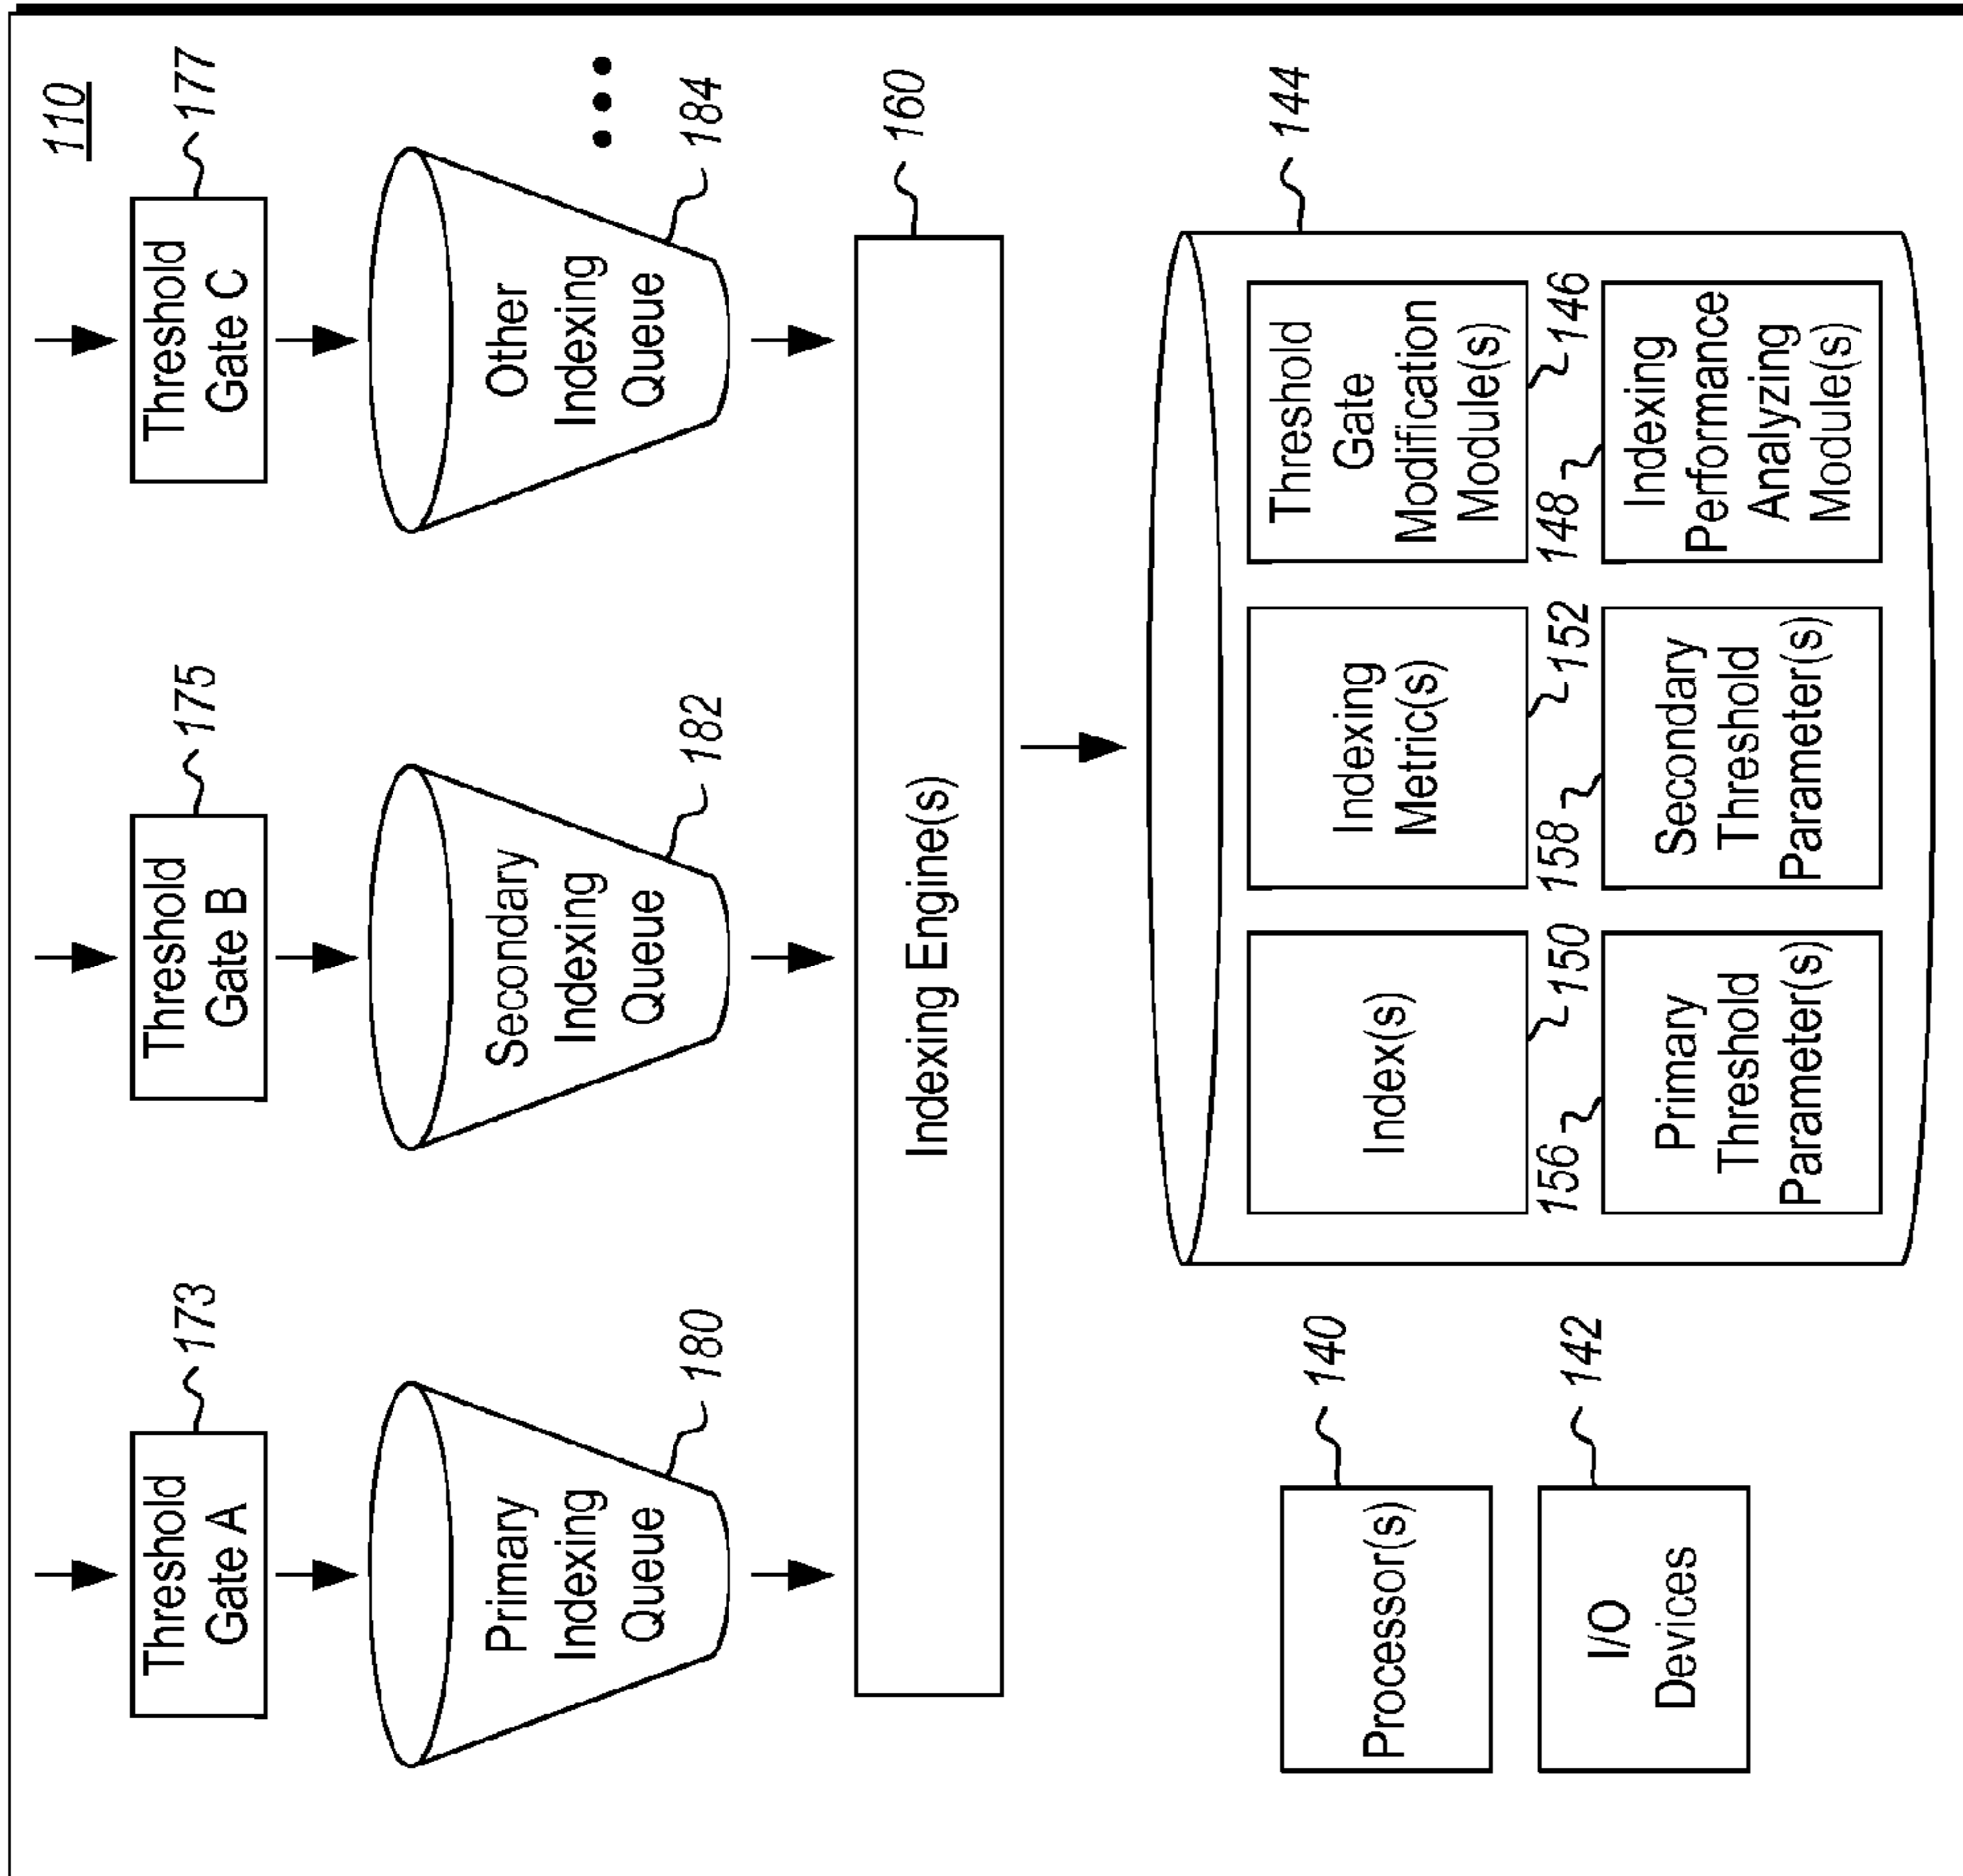 110
Threshold
Gate A
173
Threshold
Gate B
175
Threshold
Gate C
177
Primary
Indexing
Queue
180
Secondary
Indexing
Queue
182
Other
Indexing
Queue
184
Indexing Engine(s)
160
Processor(s)
140
I/O
Devices
142
144
Index(s)
150
Indexing
Metric(s)
152
Threshold
Gate
Modification
Module(s)
146
156
Primary
Threshold
Parameter(s)
158
Secondary
Threshold
Parameter(s)
148
Indexing
Performance
Analyzing
Module(s)